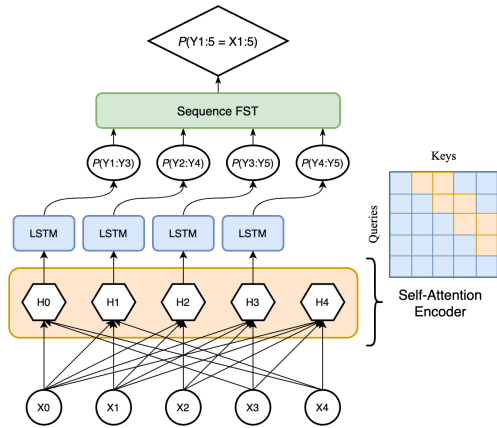 P(Y1:5 = X1:5)
Sequence FST
P(Y1:Y3) P(Y2:Y4) P(Y3:Y5) P(Y4:Y5)
Keys
Queries
LSTM LSTM LSTM LSTM
H0 H1 H2 H3 H4
Self-Attention
Encoder
X0 X1 X2 X3 X4